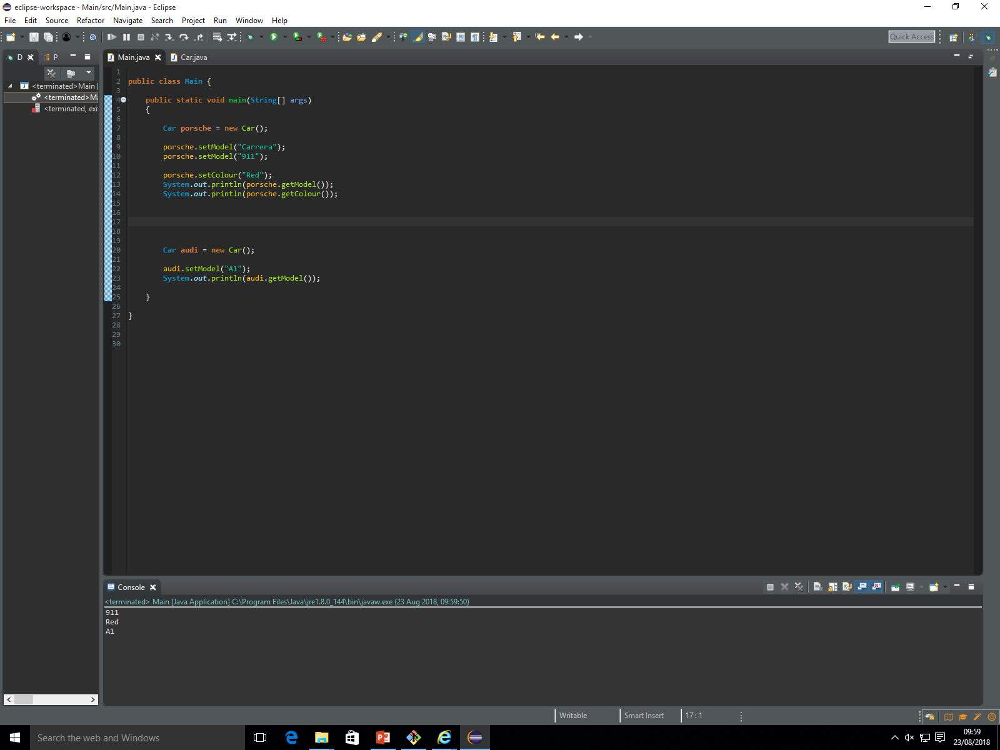 eclipse-workspace - Main/src/Main.java - Eclipse
File Edit Source Refactor Navigate Search Project Run Window Help
Quick Access
D P
Main.java Car.java
<terminated>Main [
<terminated>Ma
<terminated, exi
1
2 public class Main {
3
4 public static void main(String[] args)
5 {
6
7 Car porsche = new Car();
8
9 porsche.setModel("Carrera");
10 porsche.setModel("911");
11
12 porsche.setColour("Red");
13 System.out.println(porsche.getModel());
14 System.out.println(porsche.getColour());
15
16
17
18
19
20 Car audi = new Car();
21
22 audi.setModel("A1");
23 System.out.println(audi.getModel());
24
25 }
26
27 }
28
29
30
Console
<terminated> Main [Java Application] C:\Program Files\Java\jre1.8.0_144\bin\javaw.exe (23 Aug 2018, 09:59:50)
911
Red
A1
Writable Smart Insert 17 : 1
Search the web and Windows
09:59
23/08/2018